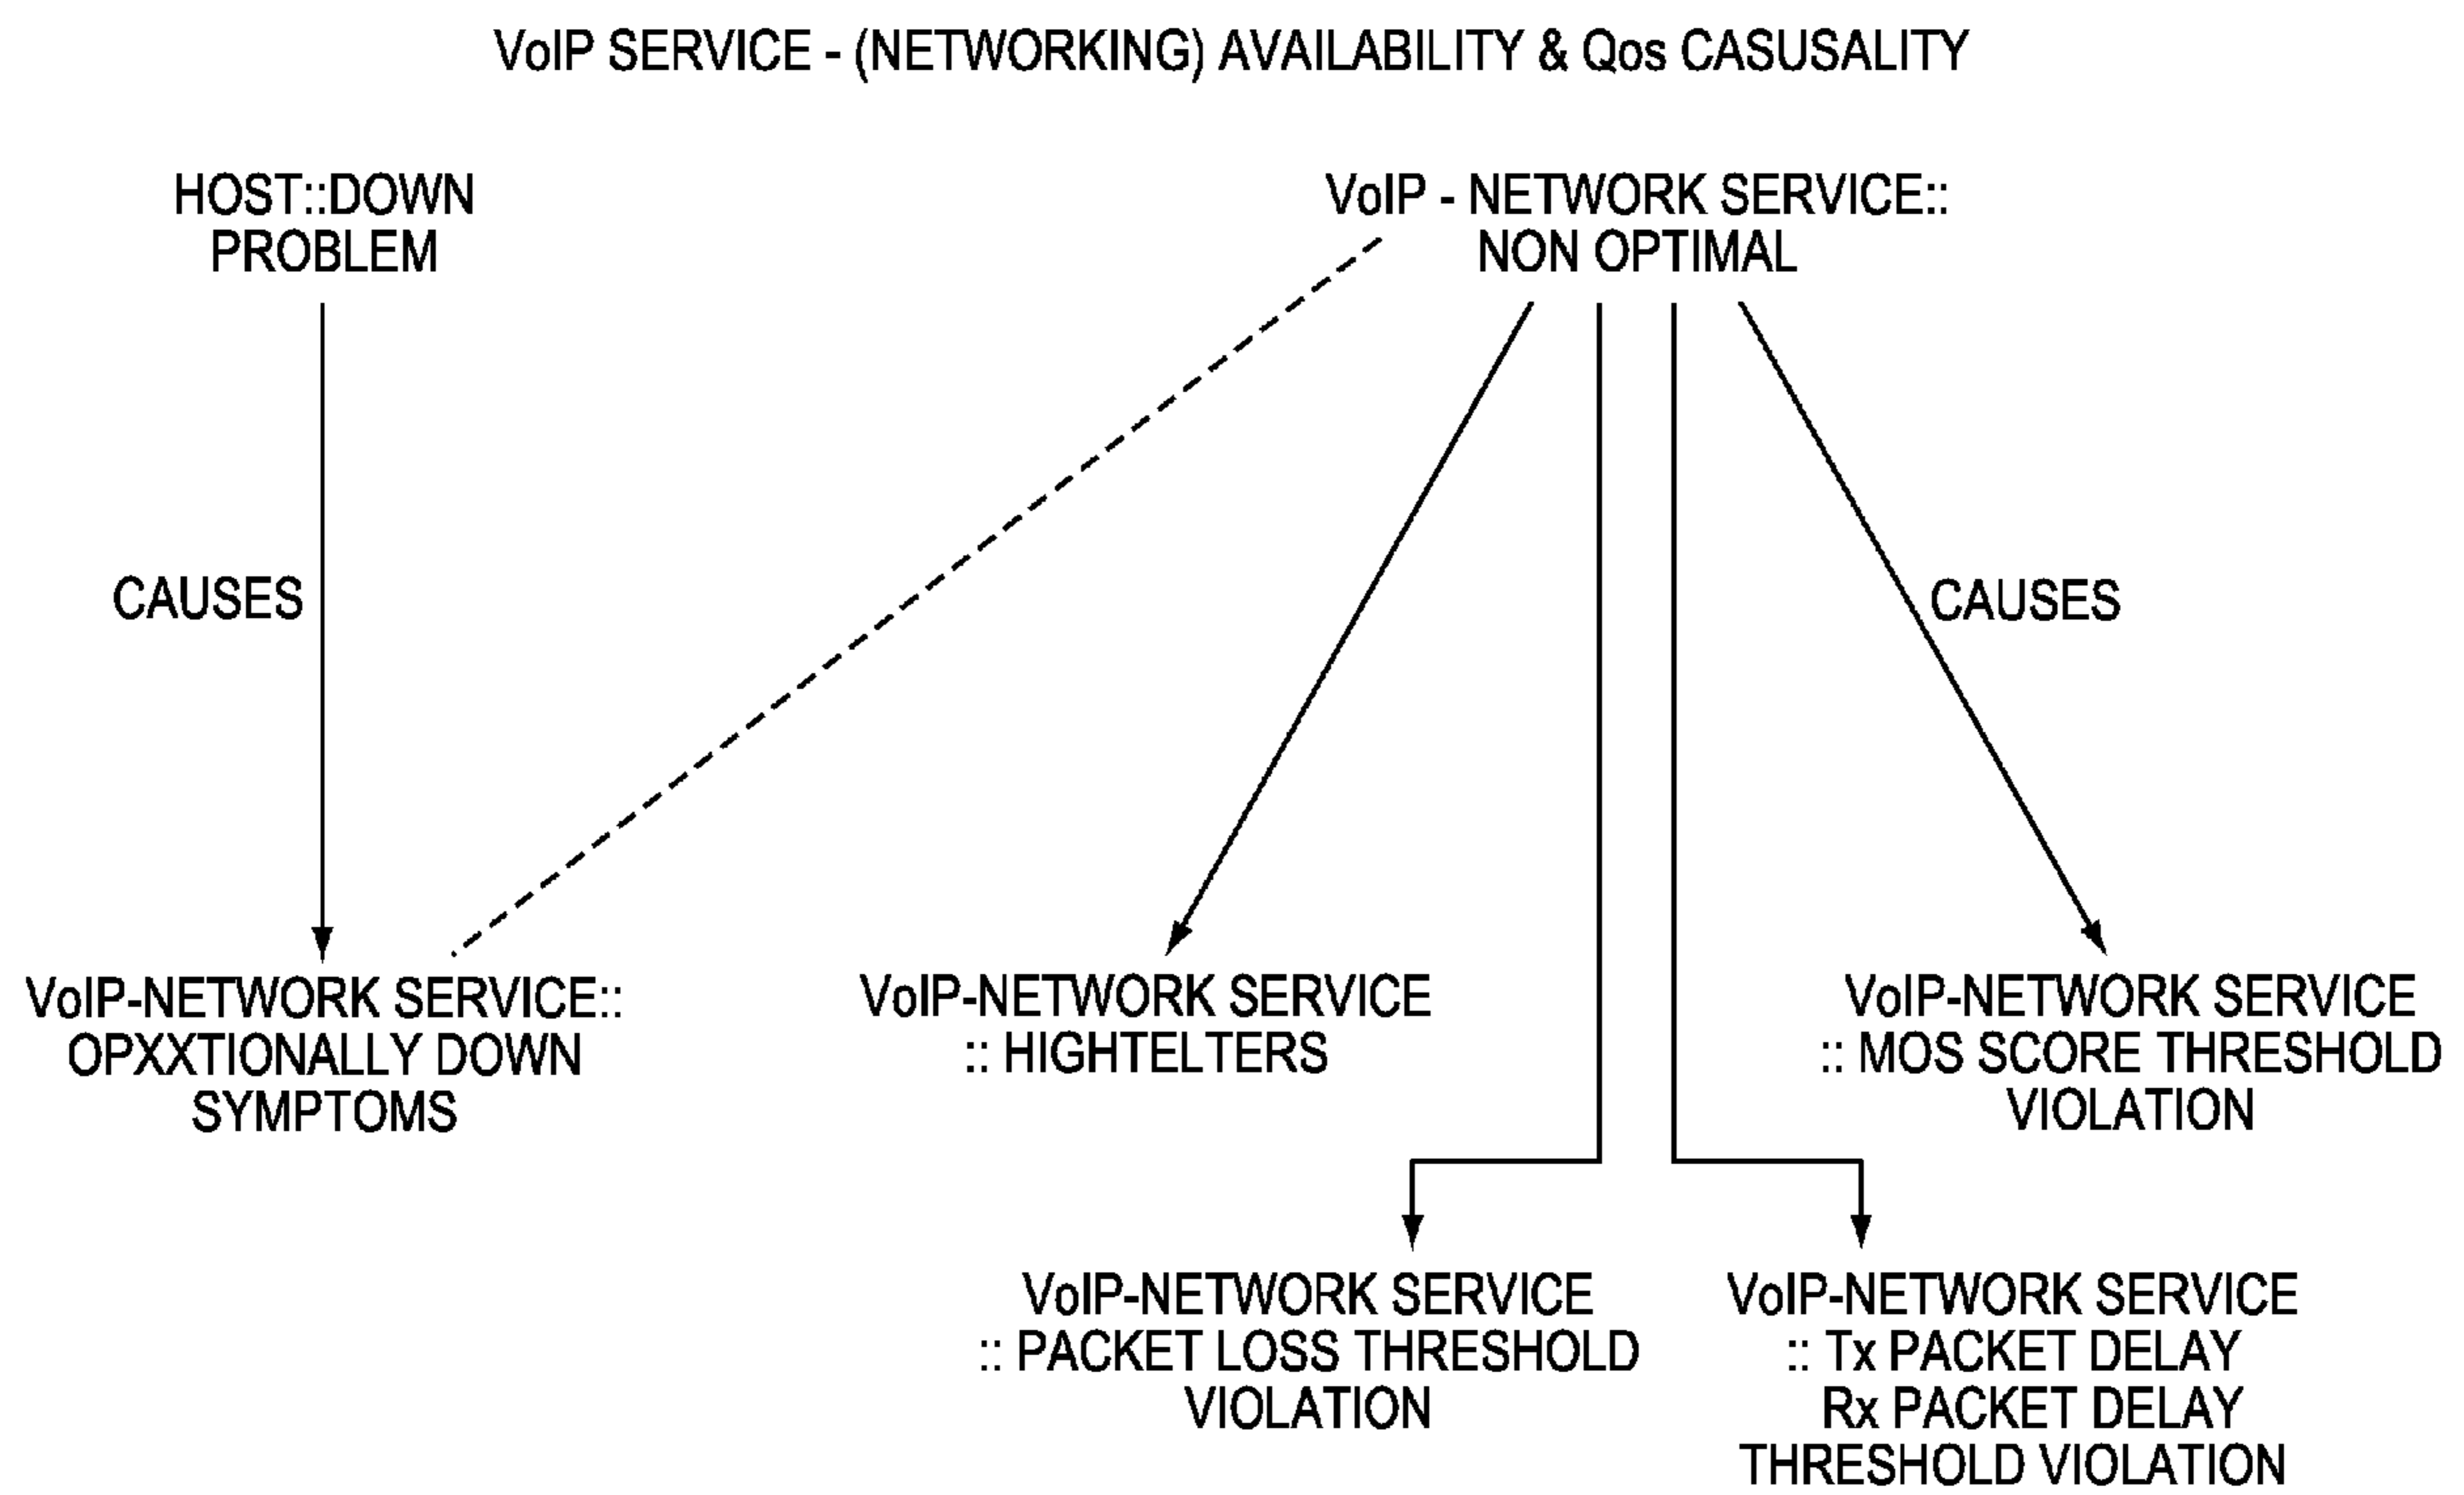 VoIP SERVICE - (NETWORKING) AVAILABILITY & Qos CASUSALITY
HOST::DOWN
PROBLEM
VoIP - NETWORK SERVICE::
NON OPTIMAL
CAUSES
CAUSES
VoIP-NETWORK SERVICE::
OPXXTIONALLY DOWN
SYMPTOMS
VoIP-NETWORK SERVICE
:: HIGHTELTERS
VoIP-NETWORK SERVICE
:: MOS SCORE THRESHOLD
VIOLATION
VoIP-NETWORK SERVICE
:: PACKET LOSS THRESHOLD
VIOLATION
VoIP-NETWORK SERVICE
:: Tx PACKET DELAY
Rx PACKET DELAY
THRESHOLD VIOLATION